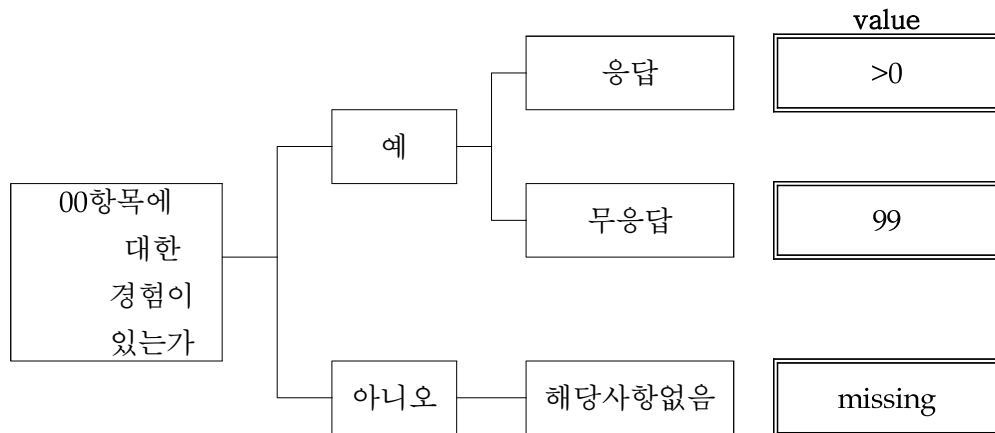 value
응답
>0
예
00항목에
대한
경험이
있는가
무응답
99
아니오
해당사항없음
missing